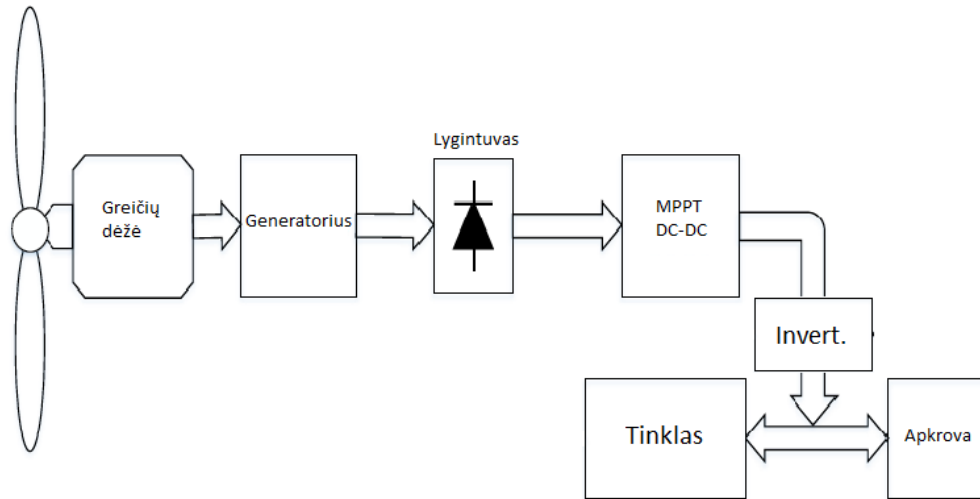 Lygintuvas
Greičių
dėžė
Generatorius
MPPT
DC-DC
Invert.
Tinklas
Apkrova